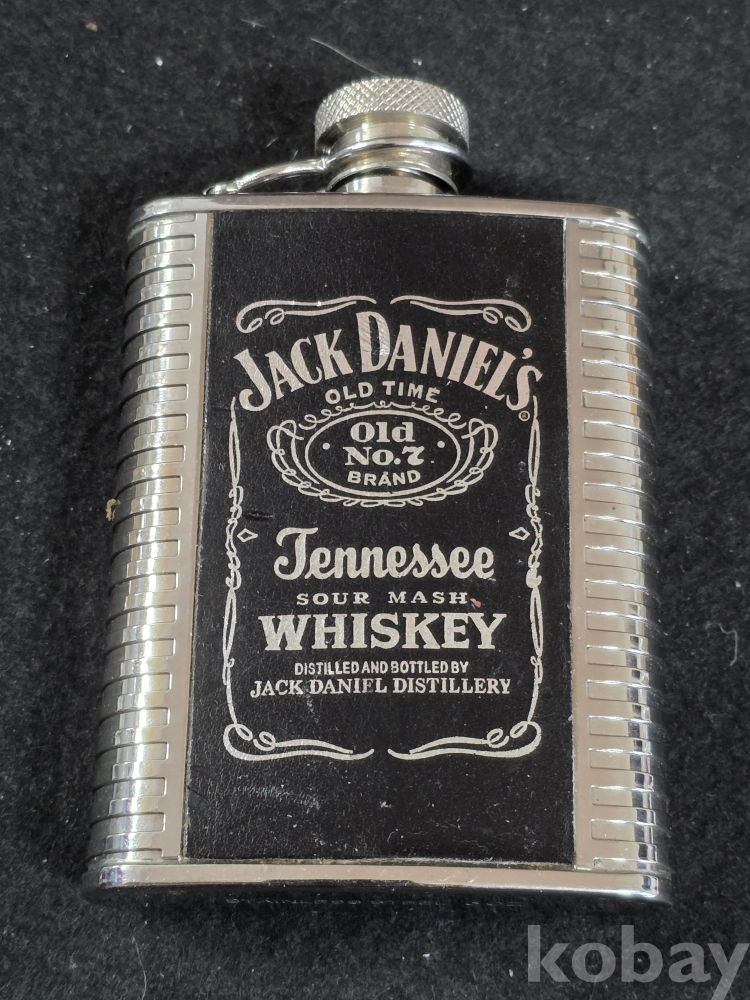 JACK DANIEL'S
OLD TIME
®
Old
No.7
BRAND
Tennessee
SOUR MASH
WHISKEY
DISTILLED AND BOTTLED BY
JACK DANIEL DISTILLERY
kobay